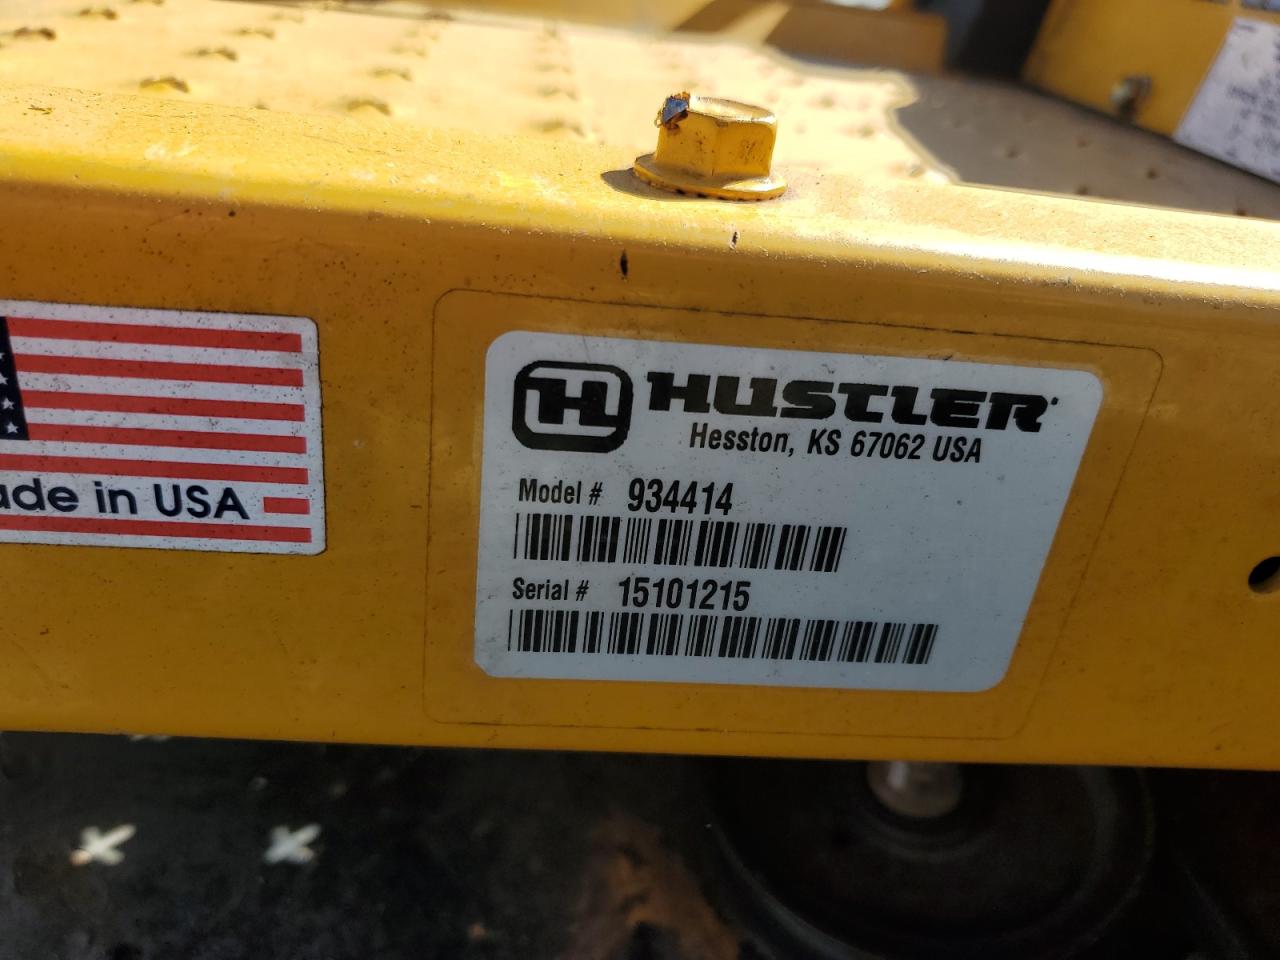 ade in USA
HUSTLER
Hesston, KS 67062 USA
Model # 934414
Serial # 15101215